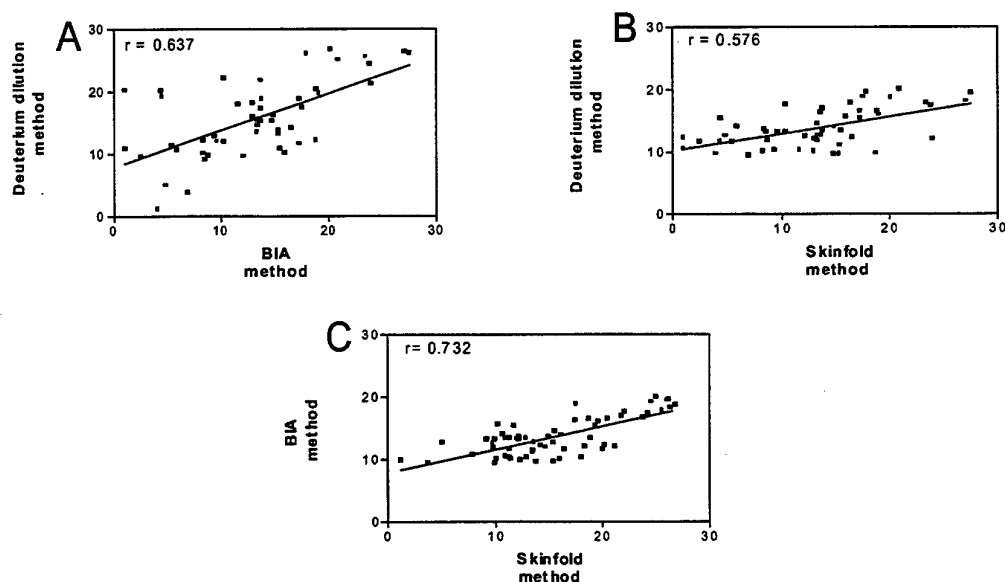 A
r = 0.637
30
20
10
0
Deuterium dilution
method
0
10
20
30
BIA
method
B
r = 0.576
30
20
10
0
Deuterium dilution
method
0
10
20
30
Skinfold
method
C
r= 0.732
30
20
10
0
BIA
method
0
10
20
30
Skinfold
method